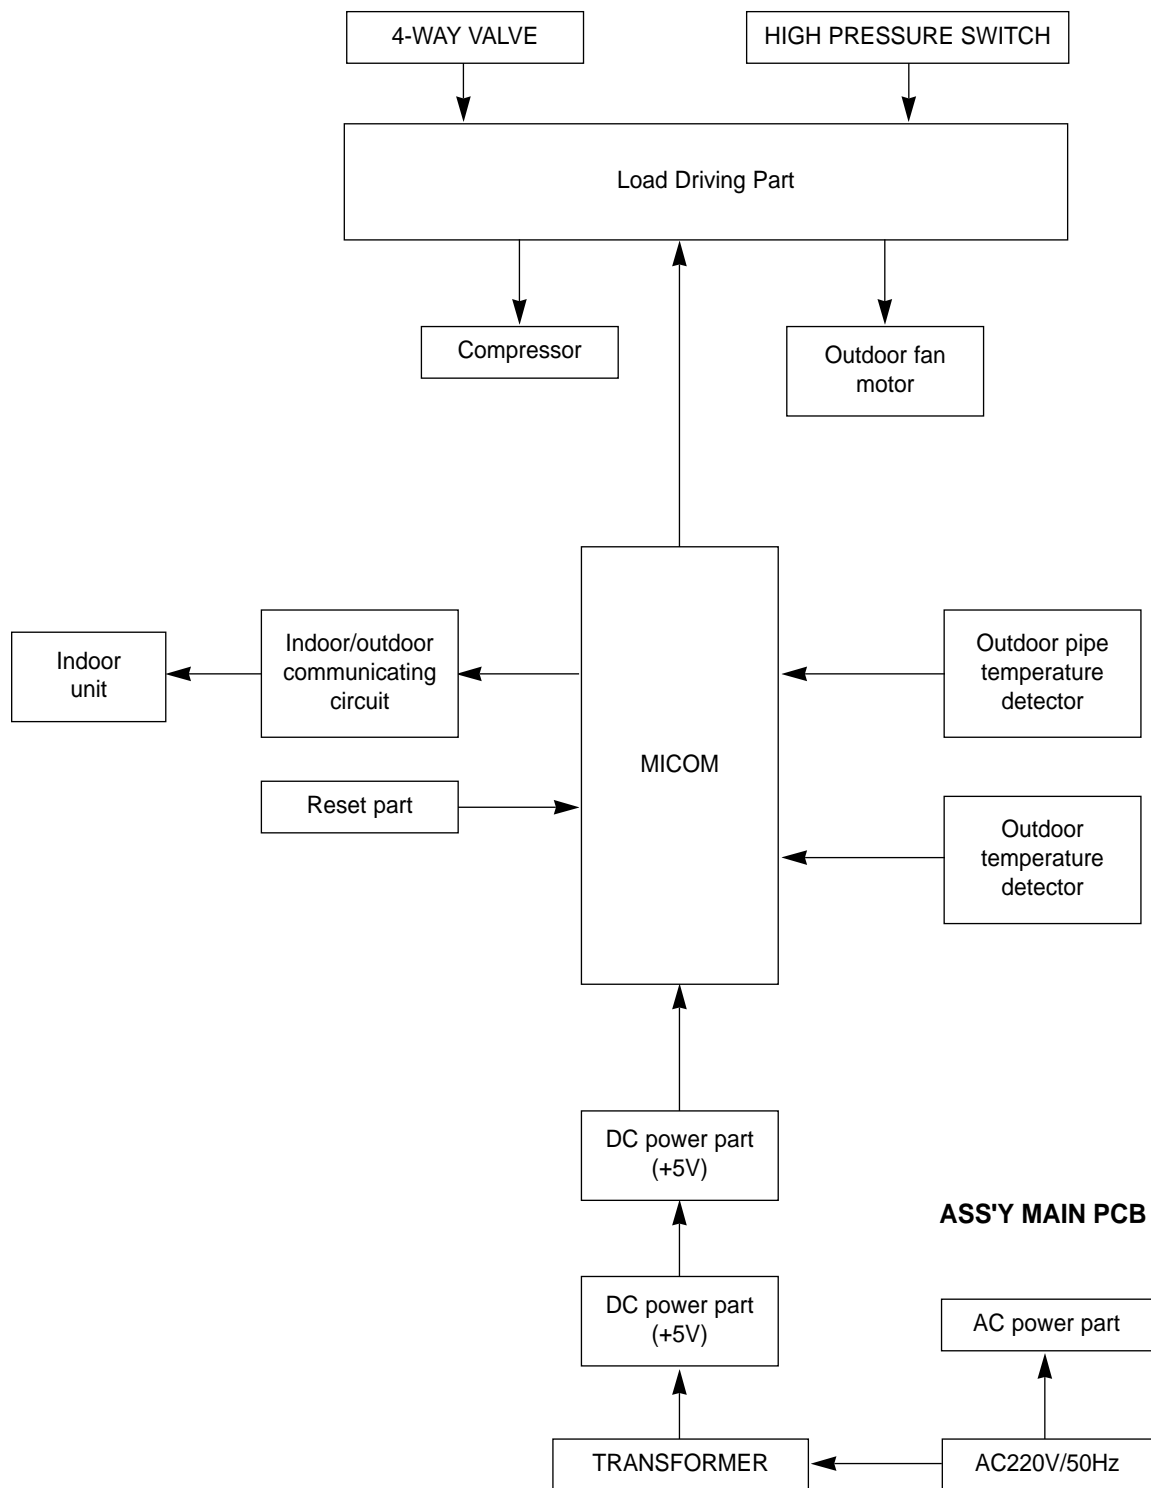 4-WAY VALVE
HIGH PRESSURE SWITCH
Load Driving Part
Compressor
Outdoor fan
motor
Indoor
unit
Indoor/outdoor
communicating
circuit
Outdoor pipe
temperature
detector
MICOM
Reset part
Outdoor
temperature
detector
DC power part
(+5V)
ASS'Y MAIN PCB
DC power part
(+5V)
AC power part
TRANSFORMER
AC220V/50Hz